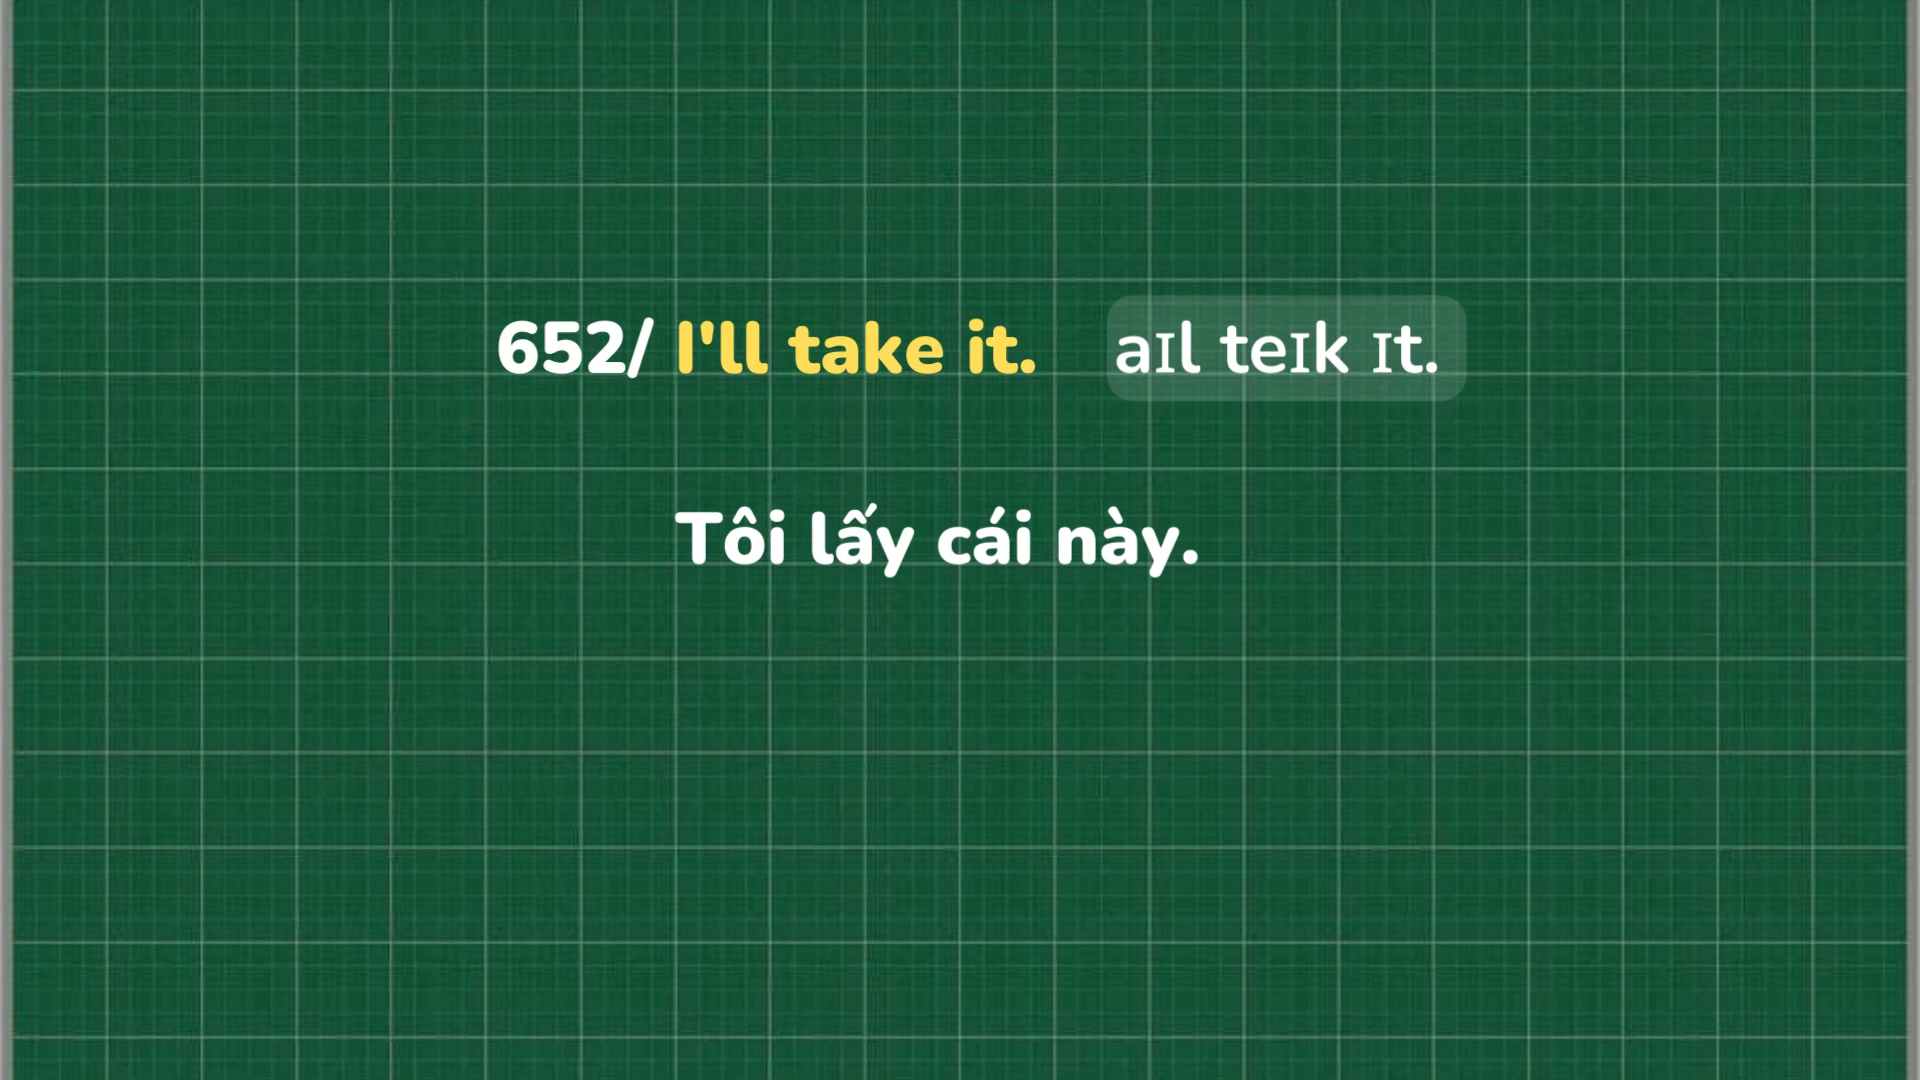 652/ I'll take it. aɪl teɪk ɪt.
Tôi lấy cái này.